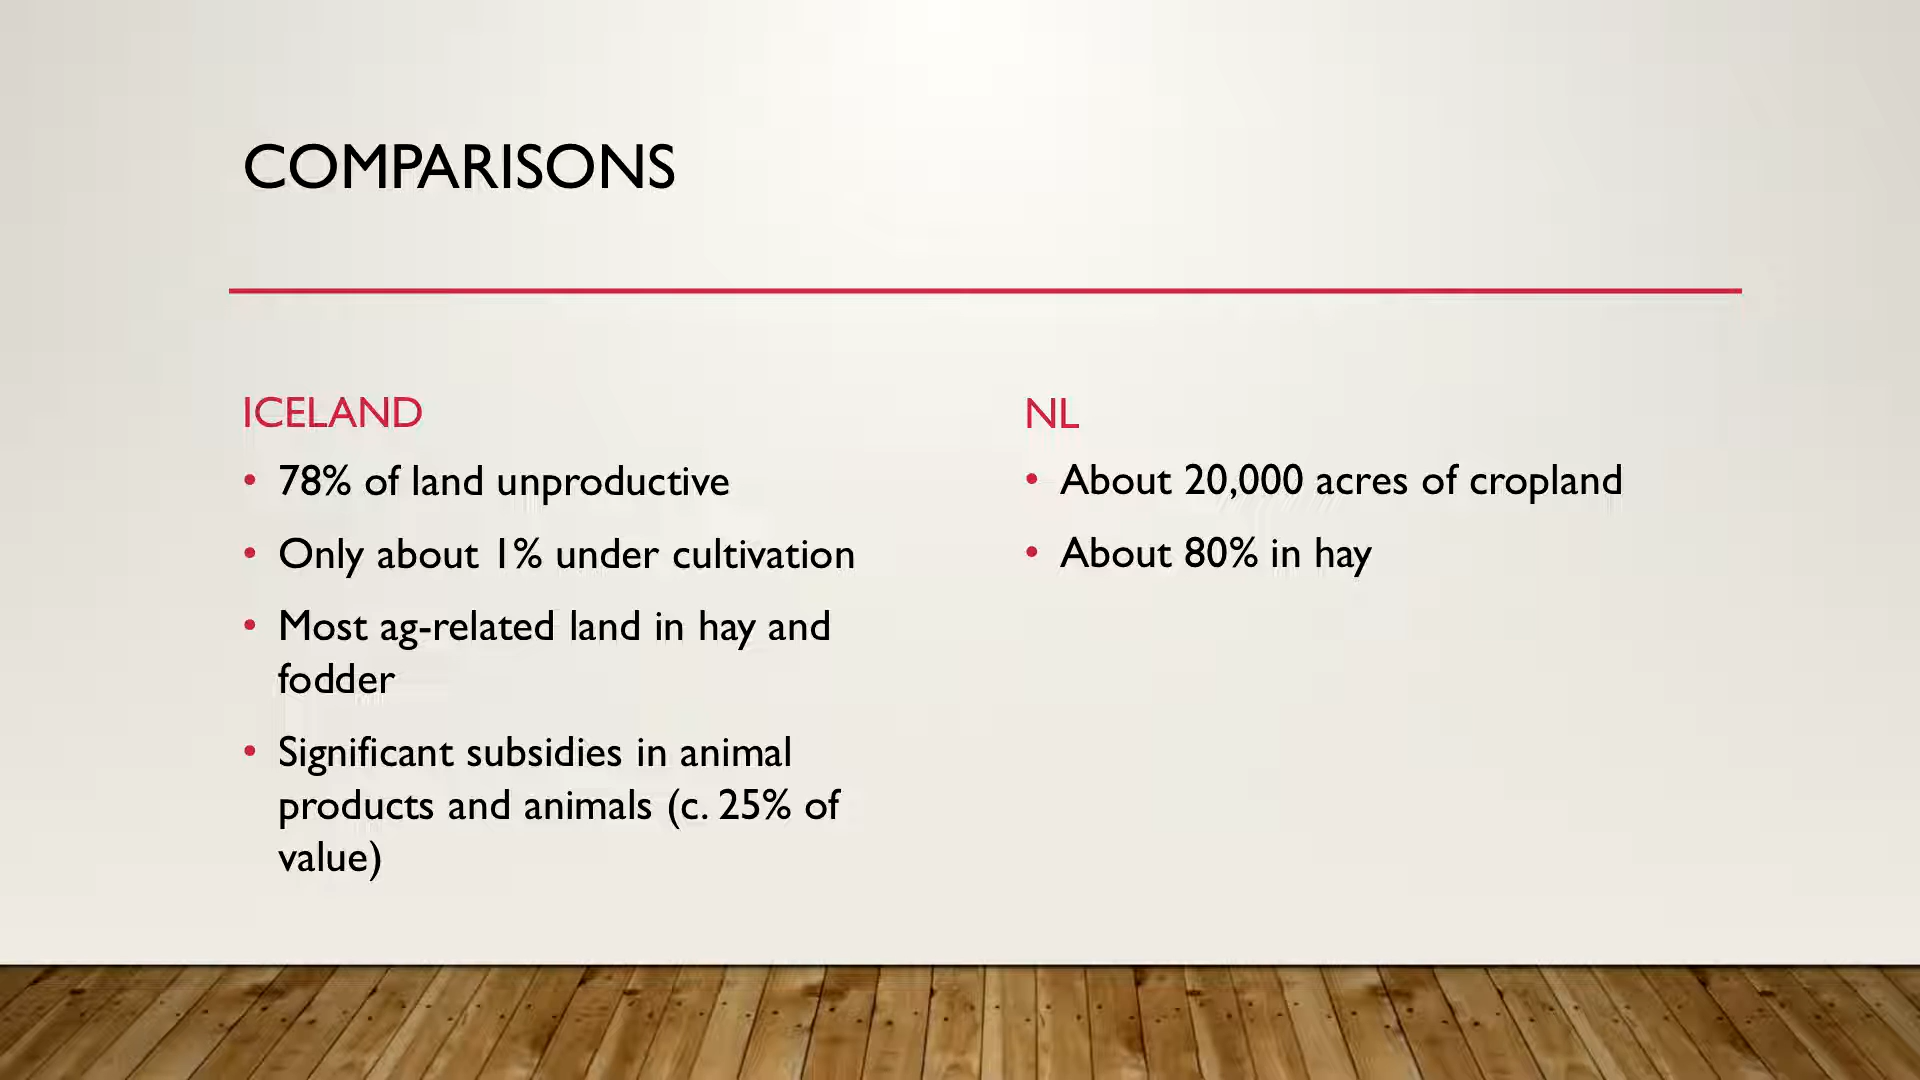 COMPARISONS
ICELAND
• 78% of land unproductive
• Only about 1% under cultivation
• Most ag-related land in hay and
fodder
• Significant subsidies in animal
products and animals (c. 25% of
value)
NL
• About 20,000 acres of cropland
• About 80% in hay